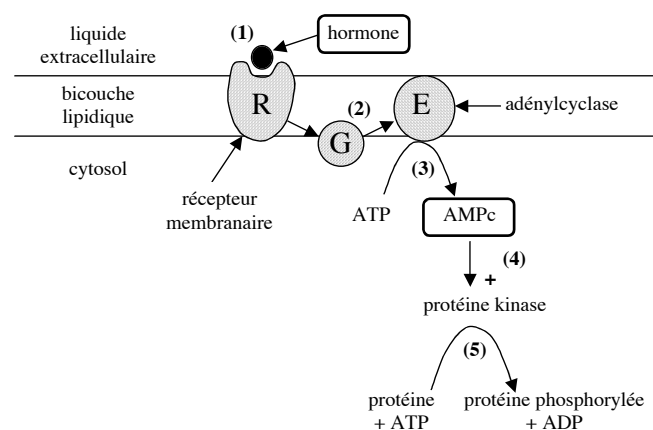 liquide
extracellulaire
(1)
hormone
bicouche
lipidique
R
(2)
E
adénylcyclase
G
cytosol
(3)
récepteur
membranaire
ATP
AMPc
(4)
+
protéine kinase
(5)
protéine
+ ATP
protéine phosphorylée
+ ADP